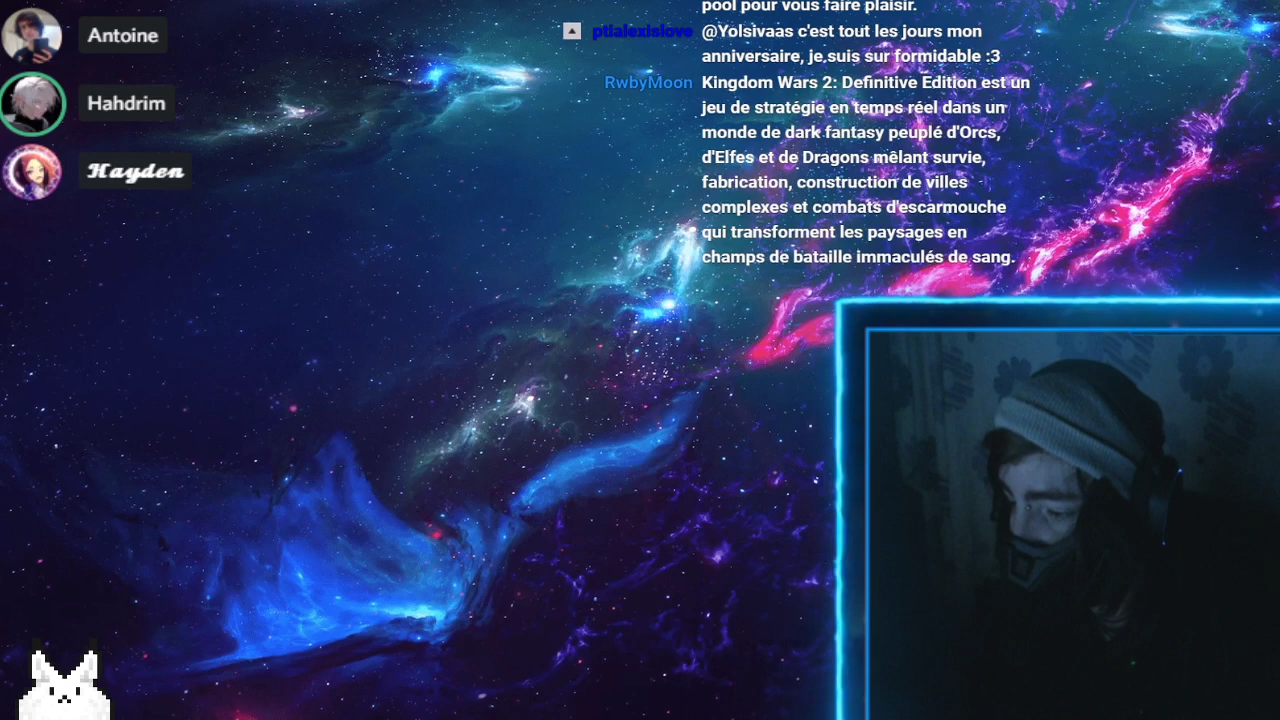 Antoine
Hahdrim
Hayden
pool pour vous faire plaisir.
ptialexislove @Yolsivaas c'est tout les jours mon
anniversaire, je suis sur formidable :3
RwbyMoon Kingdom Wars 2: Definitive Edition est un
jeu de stratégie en temps réel dans un
monde de dark fantasy peuplé d'Orcs,
d'Elfes et de Dragons mêlant survie,
fabrication, construction de villes
complexes et combats d'escarmouche
qui transforment les paysages en
champs de bataille immaculés de sang.